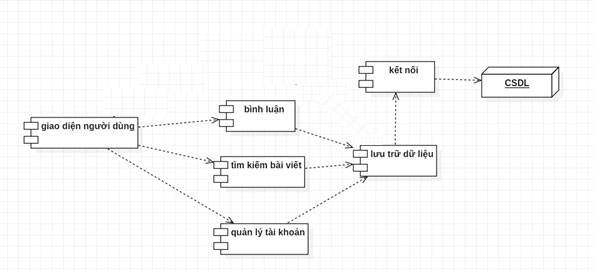 kết nối
CSDL
bình luận
giao diện người dùng
lưu trữ dữ liệu
tìm kiếm bài viết
quản lý tài khoản